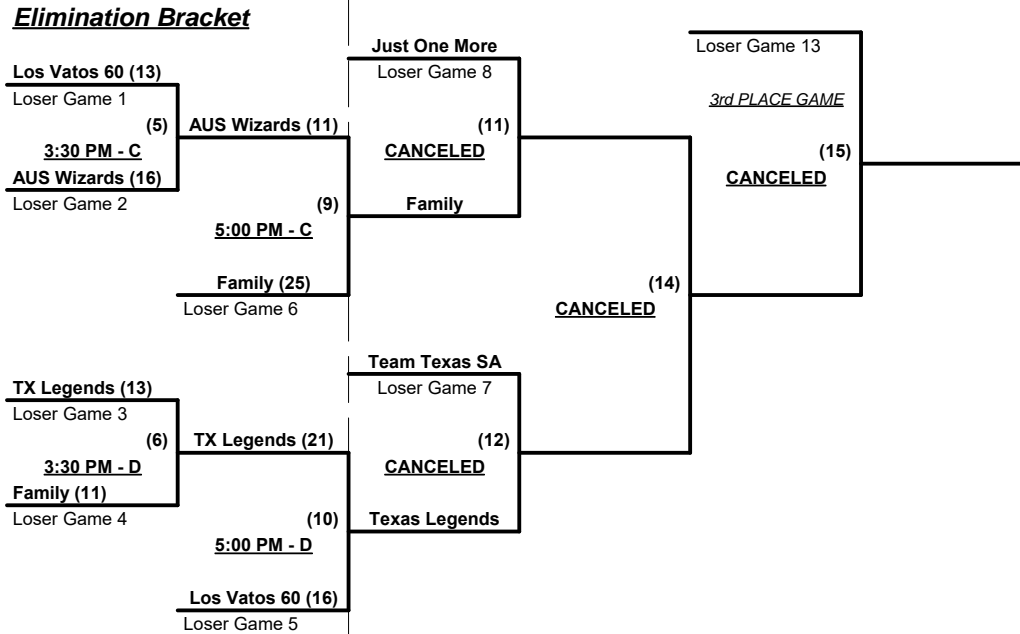 Elimination Bracket
Just One More
Loser Game 8
Loser Game 13
Los Vatos 60 (13)
Loser Game 1
3rd PLACE GAME
(5)
AUS Wizards (11)
(11)
3:30 PM - C
CANCELED
(15)
CANCELED
AUS Wizards (16)
Loser Game 2
(9)
Family
5:00 PM - C
Family (25)
Loser Game 6
(14)
CANCELED
Team Texas SA
Loser Game 7
TX Legends (13)
Loser Game 3
(6)
TX Legends (21)
(12)
3:30 PM - D
CANCELED
Family (11)
Loser Game 4
(10)
Texas Legends
5:00 PM - D
Los Vatos 60 (16)
Loser Game 5